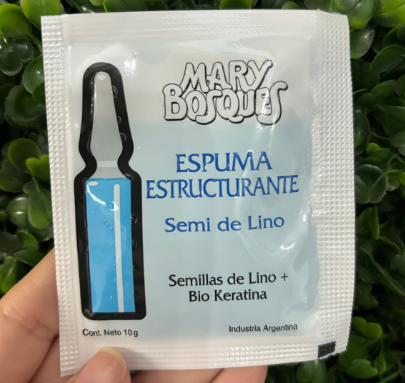 MARY
BOSQUES
ESPUMA
ESTRUCTURANTE
Semi de Lino
Semillas de Lino +
Bio Keratina
Cont. Neto 10g
Industria Argentina